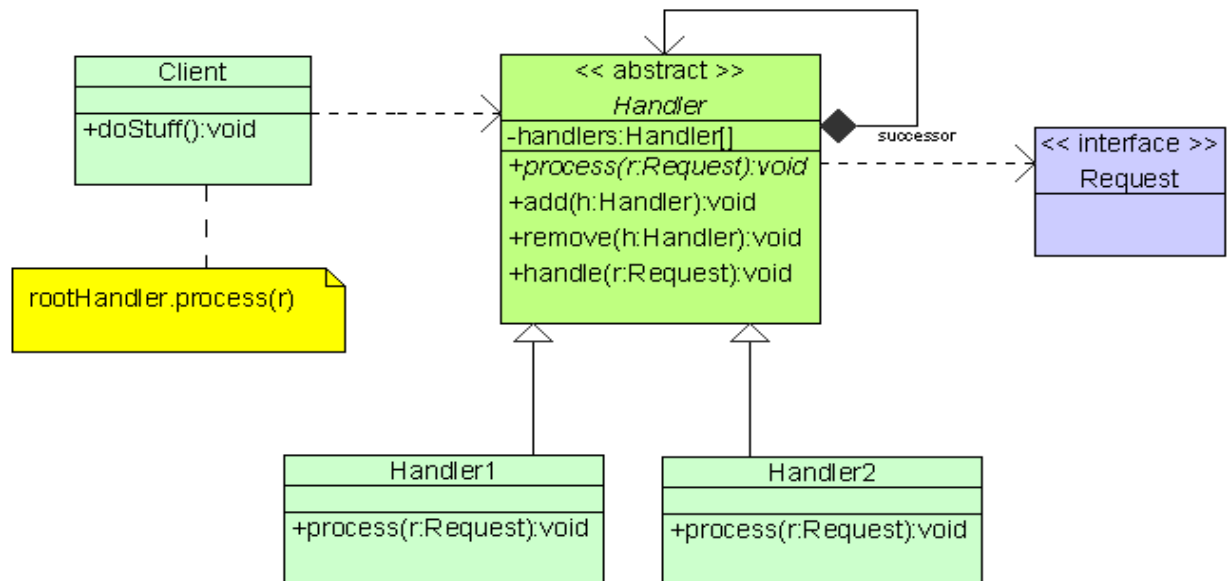 Client
+doStuff():void
rootHandler.process(r)
<< abstract >>
Handler
-handlers:Handler[]
+process(r:Request):void
+add(h:Handler):void
+remove(h:Handler):void
+handle(r:Request):void
successor
<< interface >>
Request
Handler1
+process(r:Request):void
Handler2
+process(r:Request):void